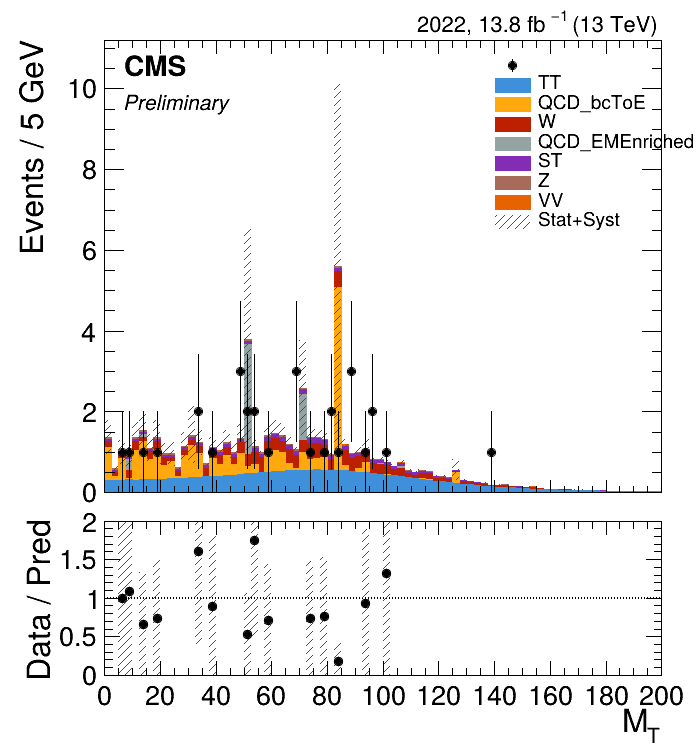 2022, 13.8 fb⁻¹ (13 TeV)
CMS
Preliminary
TT
QCD_bcToE
W
QCD_EMEnriched
ST
Z
VV
Stat+Syst
Events / 5 GeV
10
8
6
4
2
0
Data / Pred
2
1.5
1
0.5
0
0 20 40 60 80 100 120 140 160 180 200
M_T